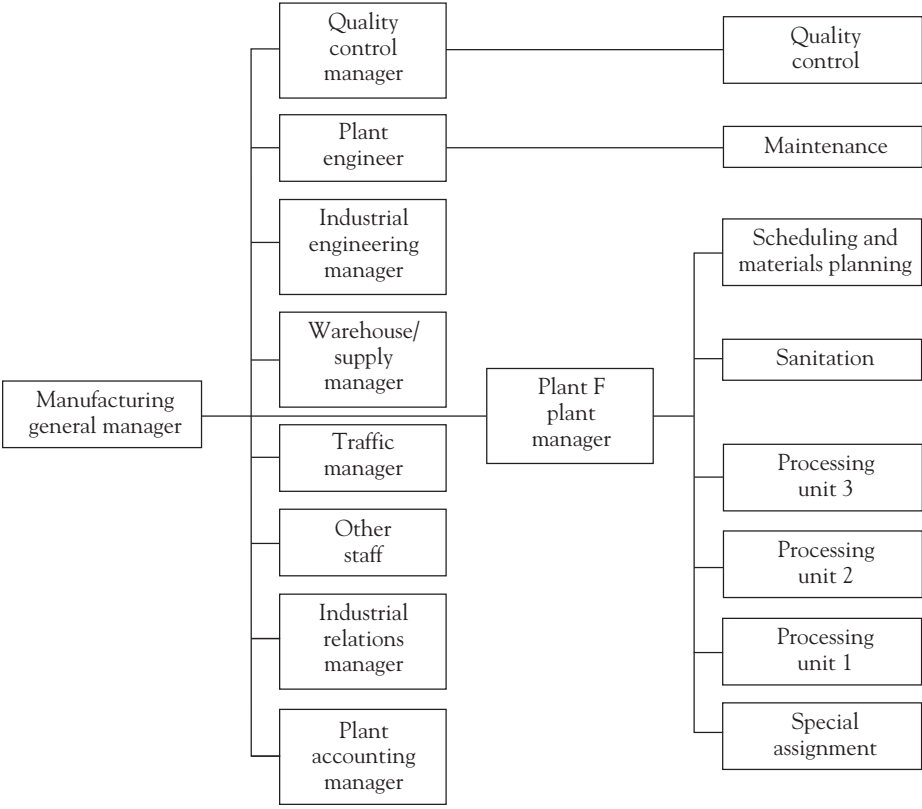 Quality
control
manager
Quality
control
Plant
engineer
Maintenance
Industrial
engineering
manager
Scheduling and
materials planning
Warehouse/
supply
manager
Sanitation
Manufacturing
general manager
Plant F
plant
manager
Traffic
manager
Processing
unit 3
Other
staff
Processing
unit 2
Industrial
relations
manager
Processing
unit 1
Plant
accounting
manager
Special
assignment